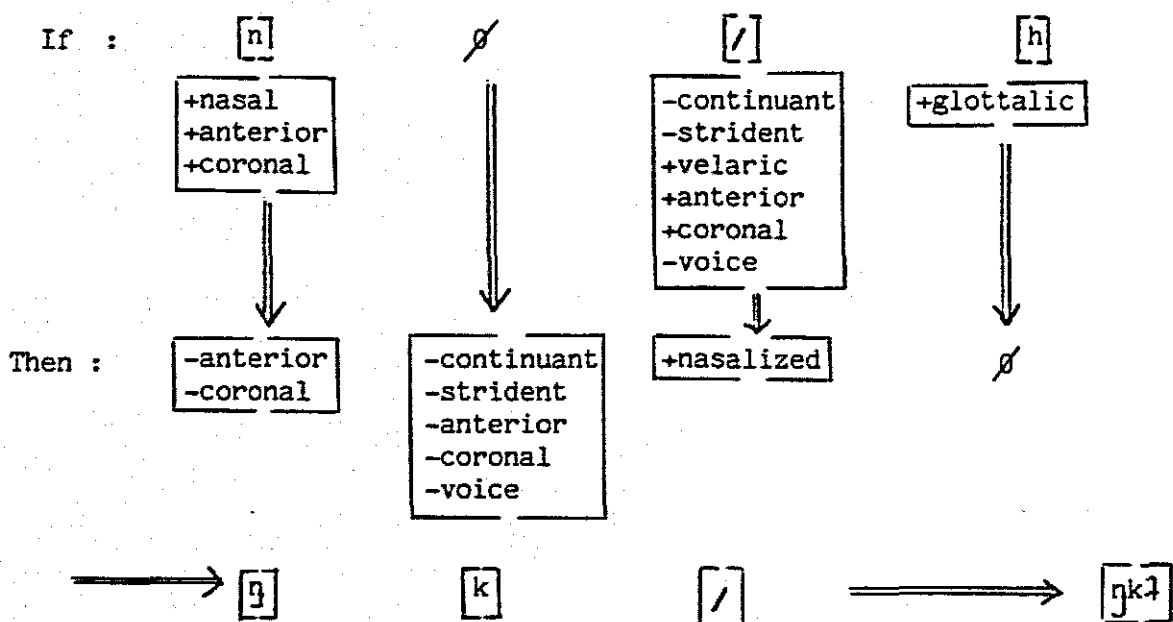 If : [n] ∅ [/] [h]
+nasal
+anterior
+coronal
-continuant
-strident
+velaric
+anterior
+coronal
-voice
+glottalic
Then : -anterior
-coronal
-continuant
-strident
-anterior
-coronal
-voice
+nasalized
∅
[ŋ] [k] [/]